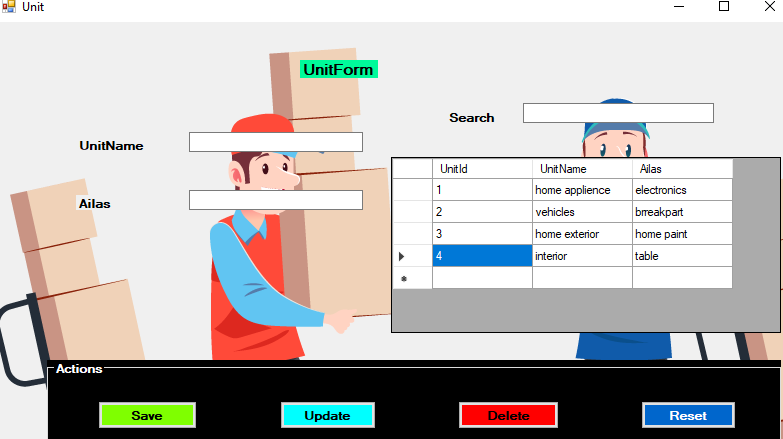 Unit
UnitForm
Search
UnitName
Ailas
UnitId UnitName Ailas
1 home applience electronics
2 vehicles brreakpart
3 home exterior home paint
4 interior table
Actions
Save Update Delete Reset